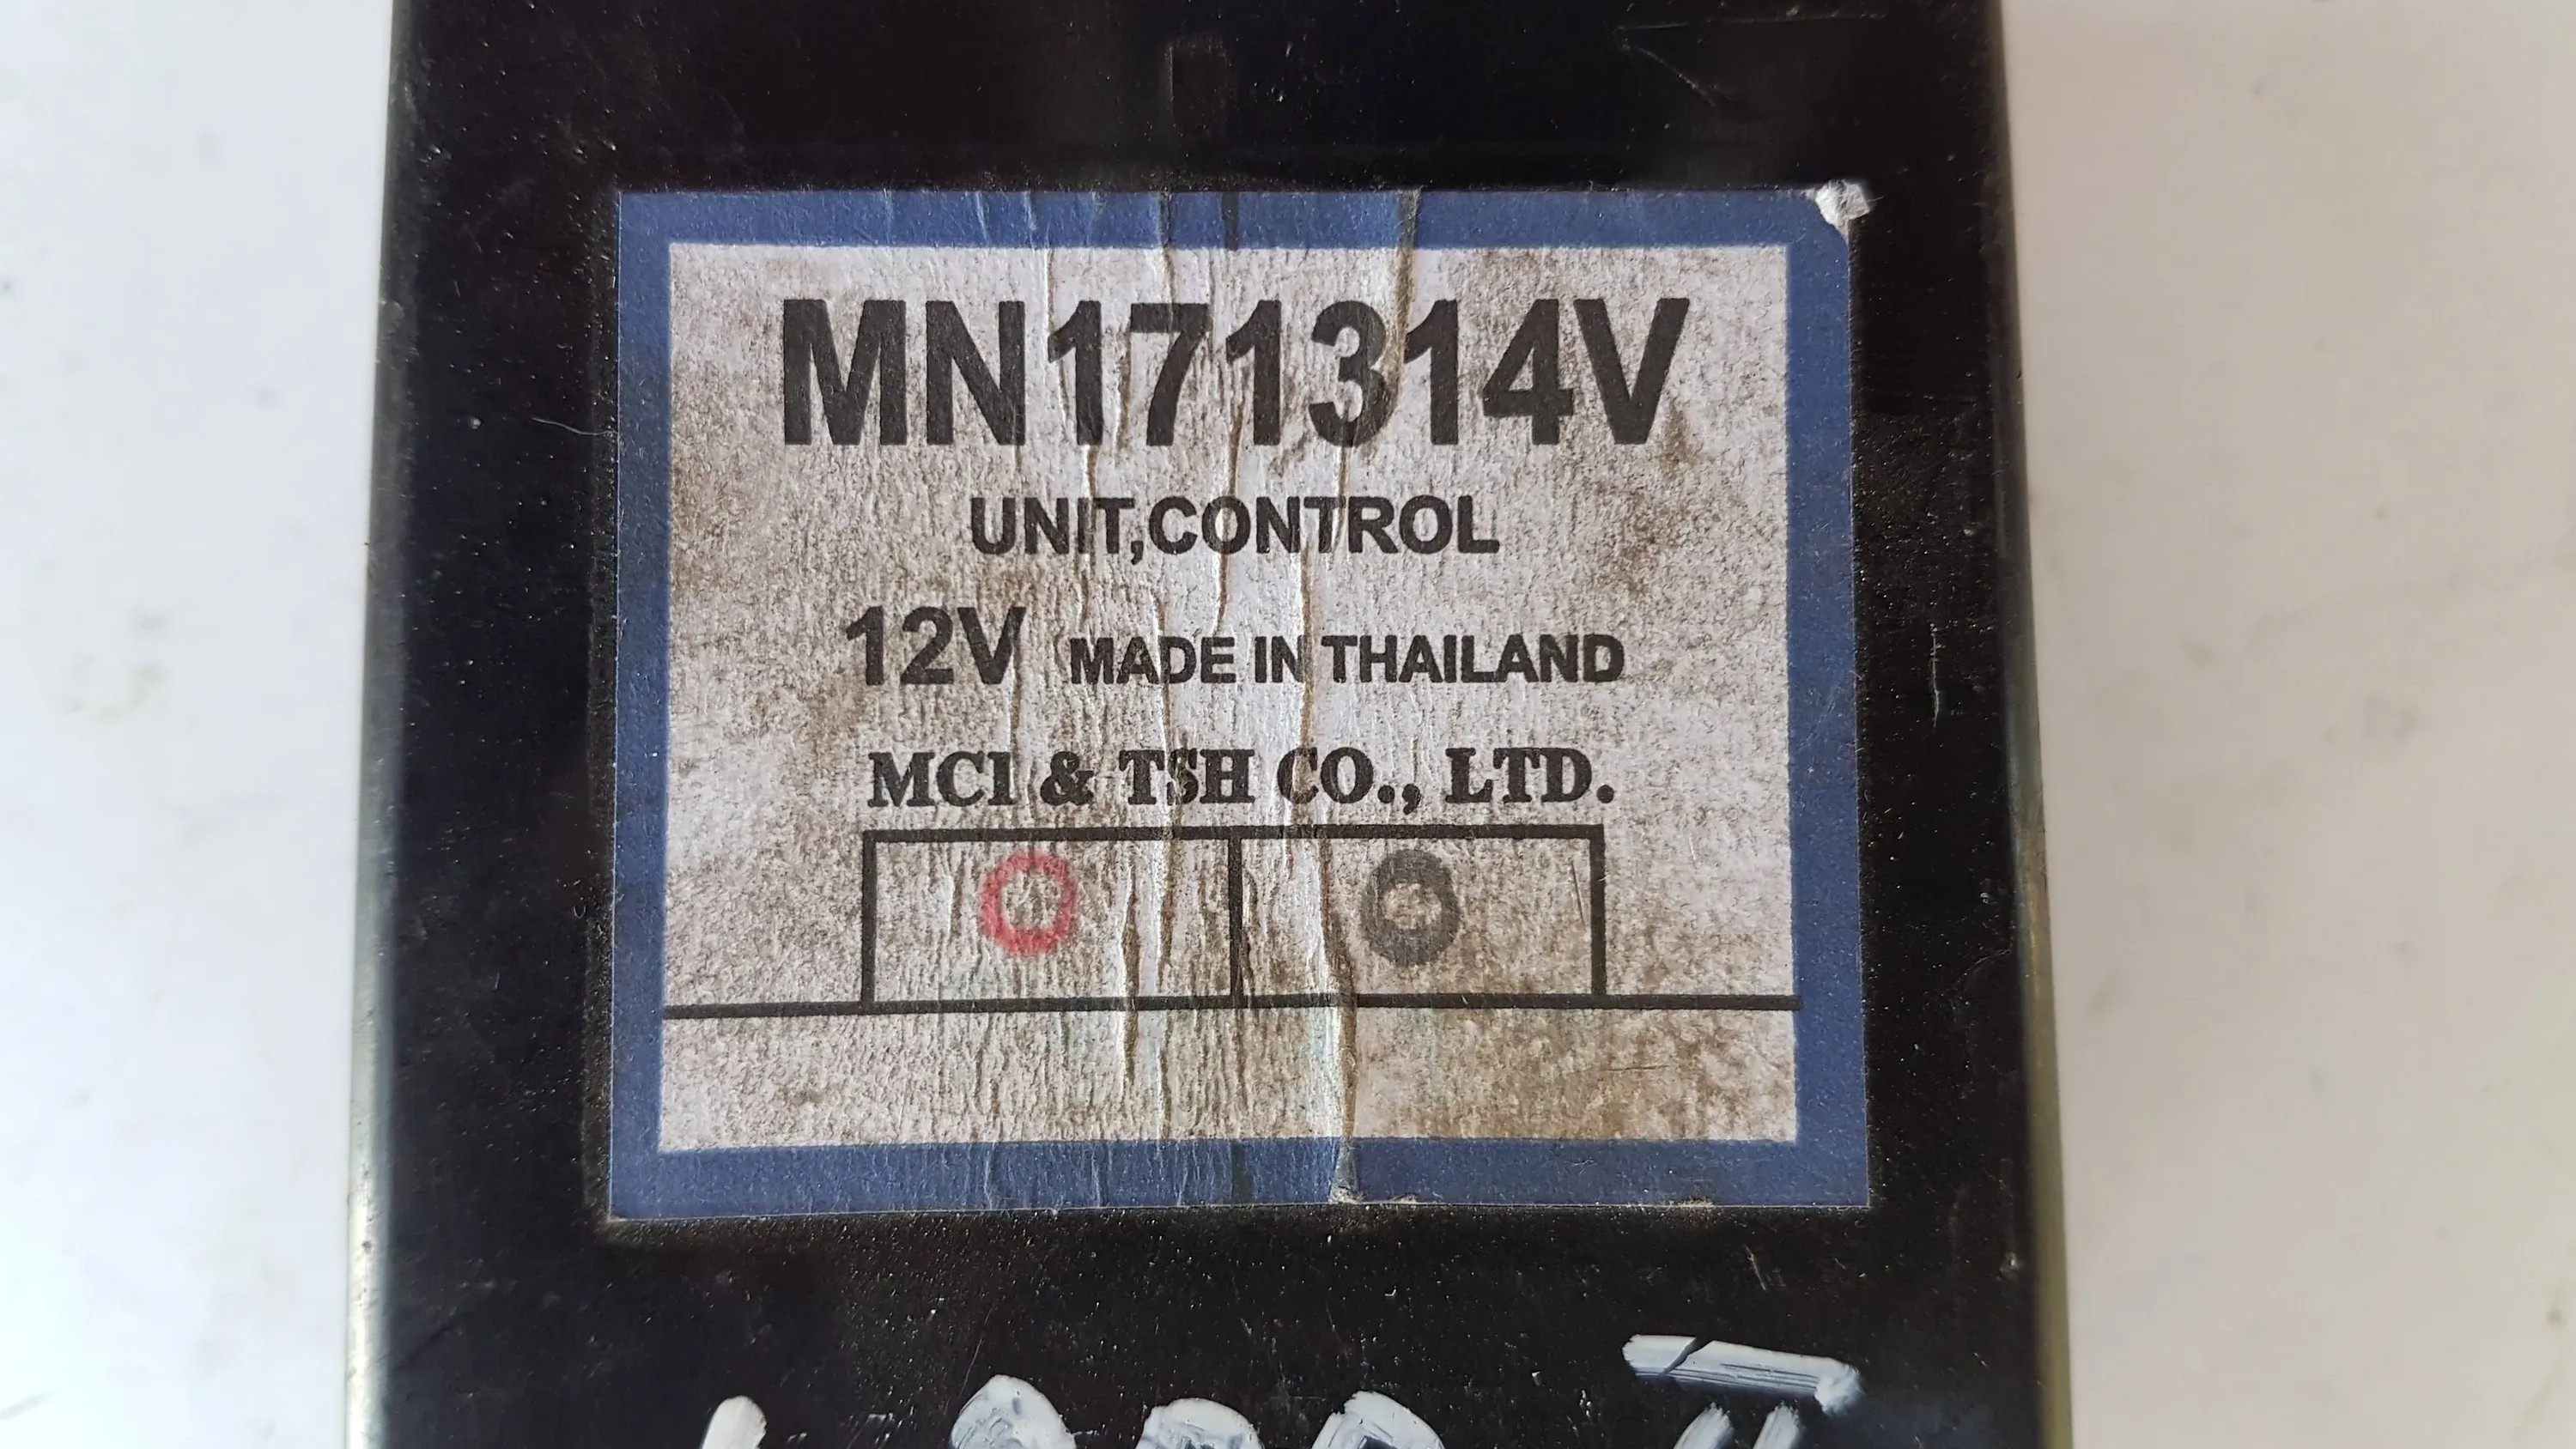 MN171314V
UNIT,CONTROL
12V MADE IN THAILAND
MCI & TSH CO., LTD.